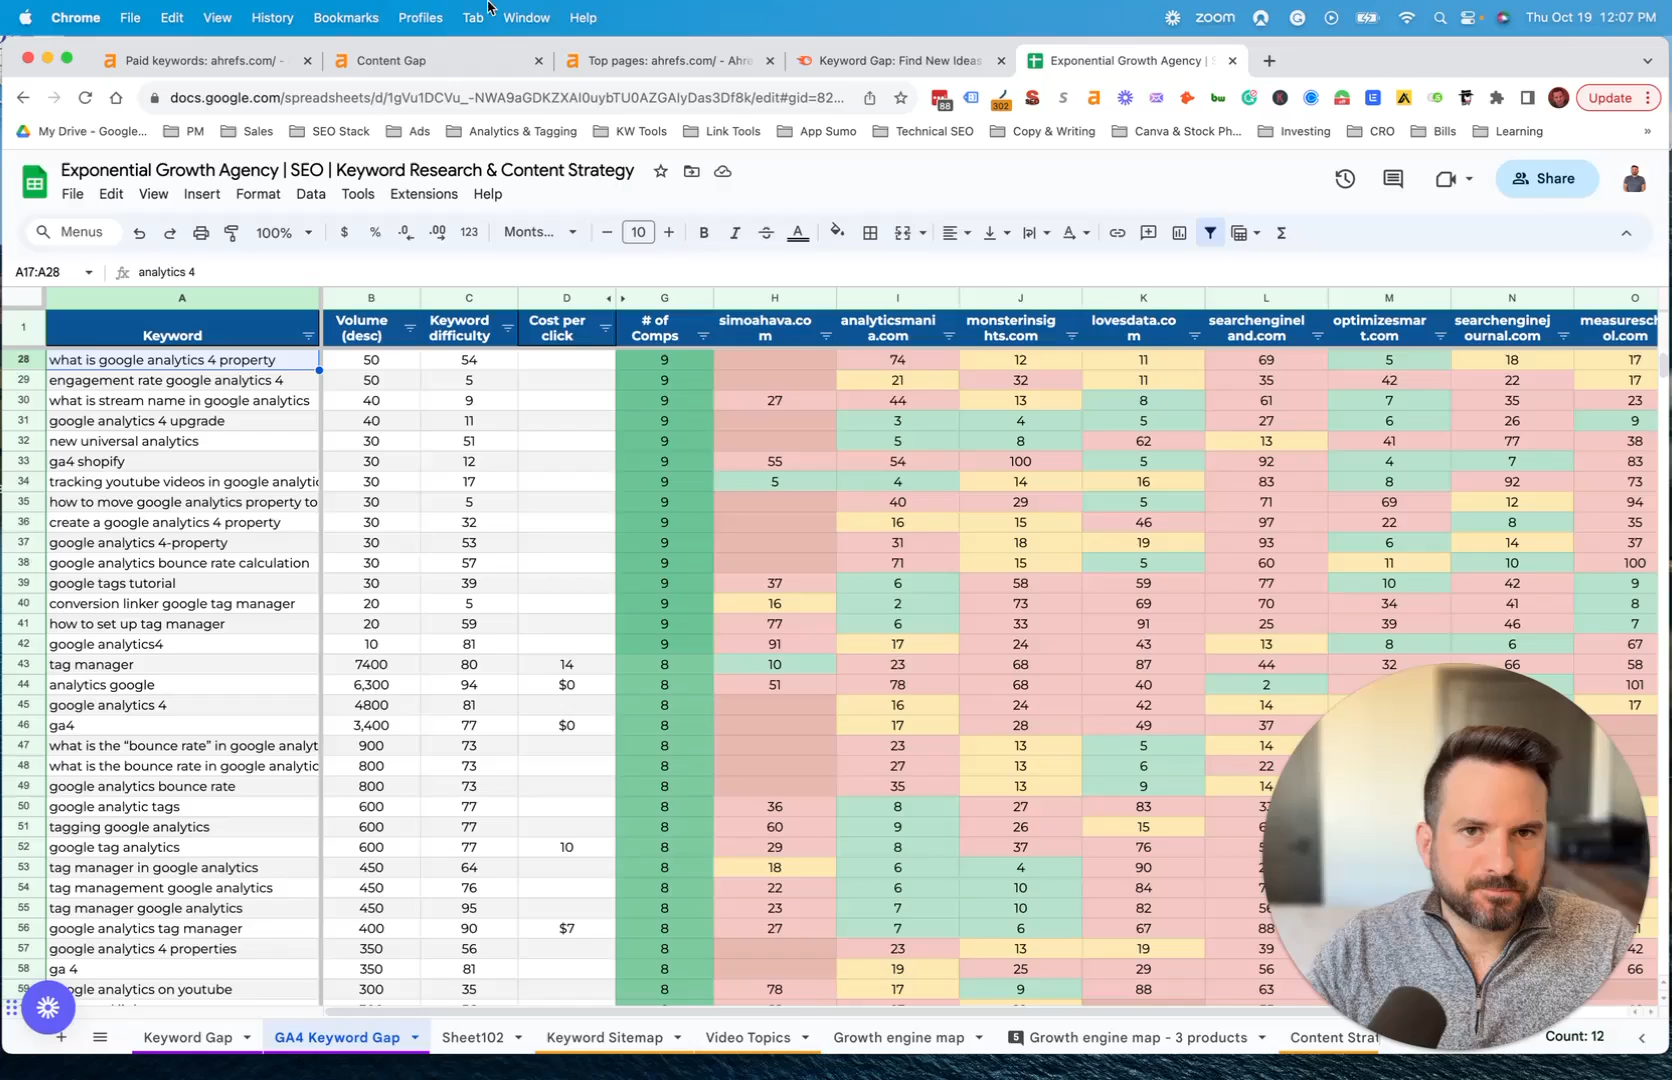 Chrome File Edit View History Bookmarks Profiles Tab Window Help zoom Thu Oct 19 12:07 PM
Paid keywords: ahrefs.com/ - Content Gap Top pages: ahrefs.com/ - Ahre Keyword Gap: Find New Ideas Exponential Growth Agency |
docs.google.com/spreadsheets/d/1gVu1DCVu_-NWA9aGDKZXAI0uybTU0AZGAlyDas3Df8k/edit#gid=82... 88 302 Update
My Drive - Google... PM Sales SEO Stack Ads Analytics & Tagging KW Tools Link Tools App Sumo Technical SEO Copy & Writing Canva & Stock Ph... Investing CRO Bills Learning »
Exponential Growth Agency | SEO | Keyword Research & Content Strategy
File Edit View Insert Format Data Tools Extensions Help Share
Menus 100% $ % .0 .00 123 Monts... 10 B I A
A17:A28 fx analytics 4
A B C D G H I J K L M N O
1 Keyword Volume (desc) Keyword difficulty Cost per click # of Comps simoahava.com analyticsmania.com monsterinsights.com lovesdata.com searchengineland.com optimizesmart.com searchenginejournal.com measuresch ol.com
28 what is google analytics 4 property 50 54 9 74 12 11 69 5 18 17
29 engagement rate google analytics 4 50 5 9 21 32 11 35 42 22 17
30 what is stream name in google analytics 40 9 9 27 44 13 8 61 7 35 23
31 google analytics 4 upgrade 40 11 9 3 4 5 27 6 26 9
32 new universal analytics 30 51 9 5 8 62 13 41 77 38
33 ga4 shopify 30 12 9 55 54 100 5 92 4 7 83
34 tracking youtube videos in google analytic 30 17 9 5 4 14 16 83 8 92 73
35 how to move google analytics property to 30 5 9 40 29 5 71 69 12 94
36 create a google analytics 4 property 30 32 9 16 15 46 97 22 8 35
37 google analytics 4-property 30 53 9 31 18 19 93 6 14 37
38 google analytics bounce rate calculation 30 57 9 71 15 5 60 11 10 100
39 google tags tutorial 30 39 9 37 6 58 59 77 10 42 9
40 conversion linker google tag manager 20 5 9 16 2 73 69 70 34 41 8
41 how to set up tag manager 20 59 9 77 6 33 91 25 39 46 7
42 google analytics4 10 81 9 91 17 24 43 13 8 6 67
43 tag manager 7400 80 14 8 10 23 68 87 44 32 66 58
44 analytics google 6,300 94 $0 8 51 78 68 40 2 101
45 google analytics 4 4800 81 8 16 24 42 14 17
46 ga4 3,400 77 $0 8 17 28 49 37
47 what is the “bounce rate” in google analyt 900 73 8 23 13 5 14
48 what is the bounce rate in google analytic 800 73 8 27 13 6 22
49 google analytics bounce rate 800 73 8 35 13 9 14
50 google analytic tags 600 77 8 36 8 27 83
51 tagging google analytics 600 77 8 60 9 26 15
52 google tag analytics 600 77 10 8 29 8 37 76
53 tag manager in google analytics 450 64 8 18 6 4 90
54 tag management google analytics 450 76 8 22 6 10 84
55 tag manager google analytics 450 95 8 23 7 10 82
56 google analytics tag manager 400 90 $7 8 27 7 6 67 88
57 google analytics 4 properties 350 56 8 23 13 19 39 42
58 ga 4 350 81 8 19 25 29 56 66
gle analytics on youtube 300 35 8 78 17 9 88 63
Keyword Gap GA4 Keyword Gap Sheet102 Keyword Sitemap Video Topics Growth engine map 5 Growth engine map - 3 products Content Strat Count: 12